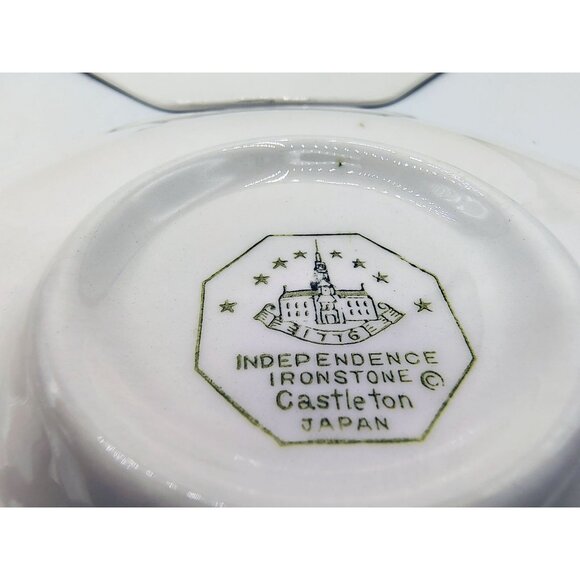 1776
INDEPENDENCE
IRONSTONE ©
Castleton
JAPAN